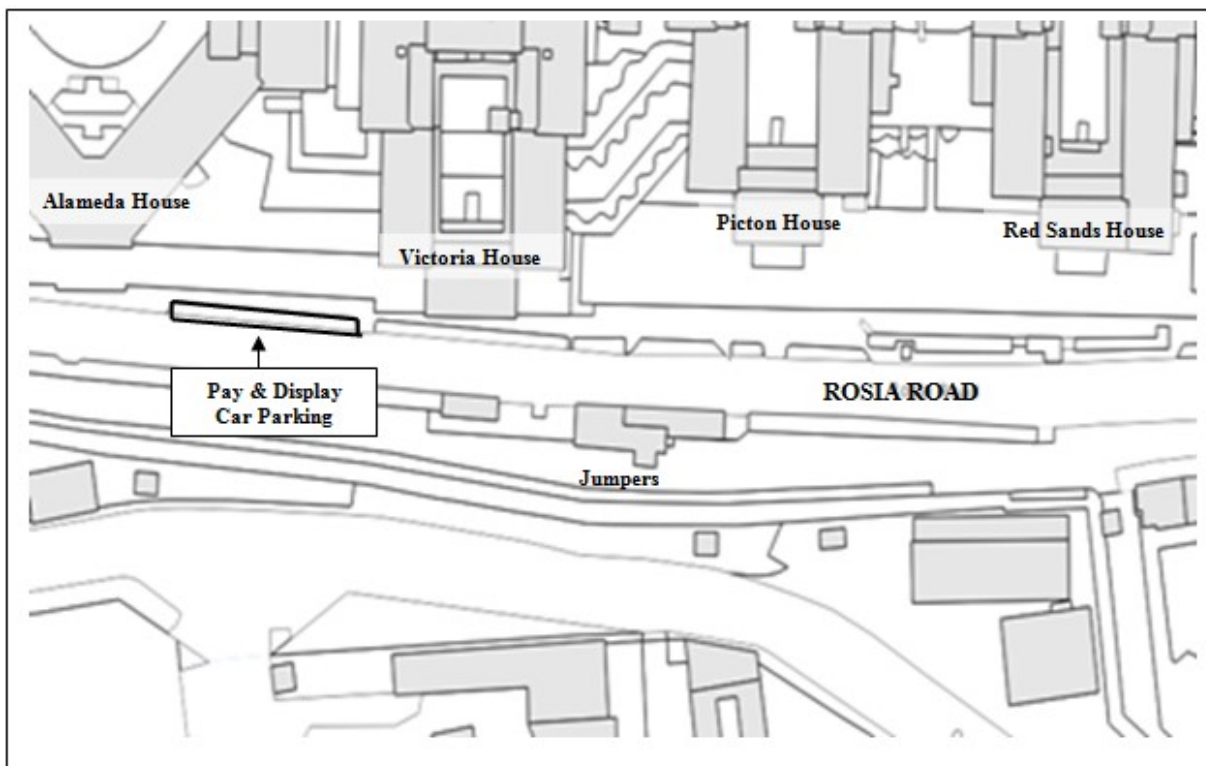 Alameda House
Victoria House
Picton House
Red Sands House
Pay & Display
Car Parking
ROSIA ROAD
Jumpers